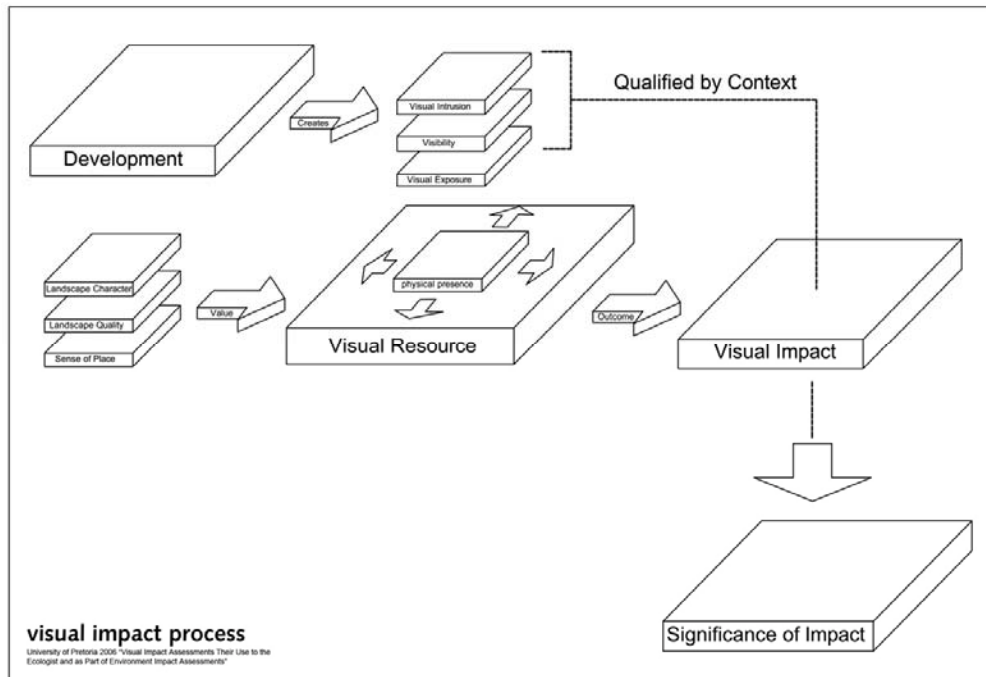 Development
Creates
Visual Intrusion
Visibility
Visual Exposure
Qualified by Context
Landscape Character
Landscape Quality
Sense of Place
Value
physical presence
Visual Resource
Outcome
Visual Impact
Significance of Impact
visual impact process
University of Pretoria 2006 "Visual Impact Assessments Their Use to the
Ecologist and as Part of Environment Impact Assessments"